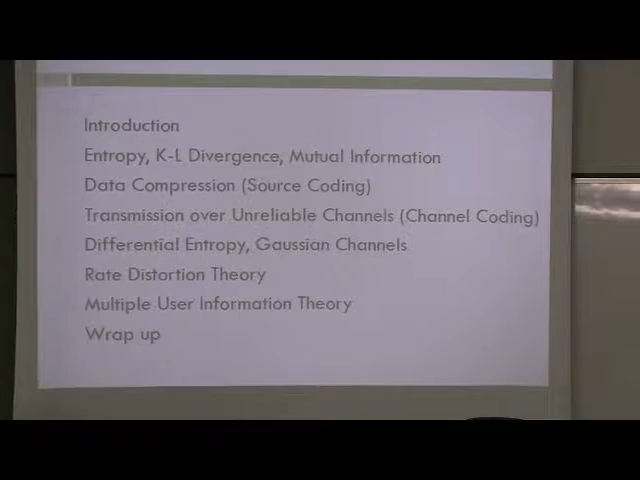 Introduction
Entropy, K-L Divergence, Mutual Information
Data Compression (Source Coding)
Transmission over Unreliable Channels (Channel Coding)
Differential Entropy, Gaussian Channels
Rate Distortion Theory
Multiple User Information Theory
Wrap up